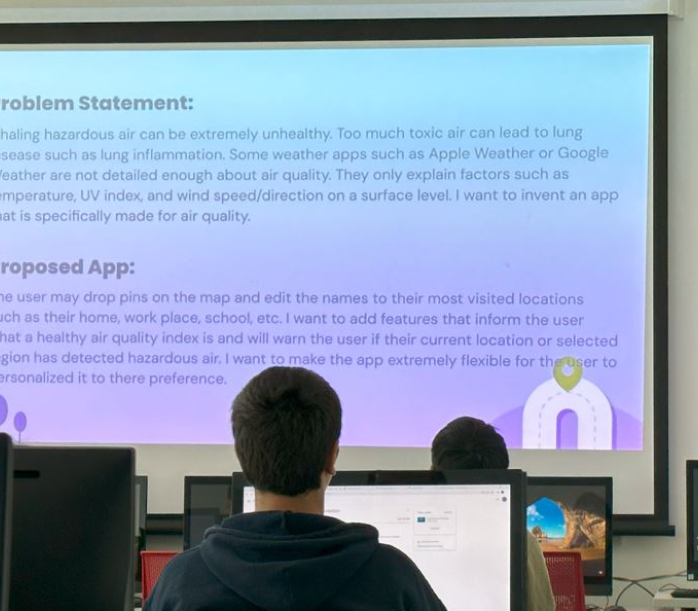 roblem Statement:
haling hazardous air can be extremely unhealthy. Too much toxic air can lead to lung
sease such as lung inflammation. Some weather apps such as Apple Weather or Google
eather are not detailed enough about air quality. They only explain factors such as
mperature, UV index, and wind speed/direction on a surface level. I want to invent an app
at is specifically made for air quality.
roposed App:
he user may drop pins on the map and edit the names to their most visited locations
uch as their home, work place, school, etc. I want to add features that inform the user
hat a healthy air quality index is and will warn the user if their current location or selected
gion has detected hazardous air. I want to make the app extremely flexible for the user to
ersonalized it to there preference.